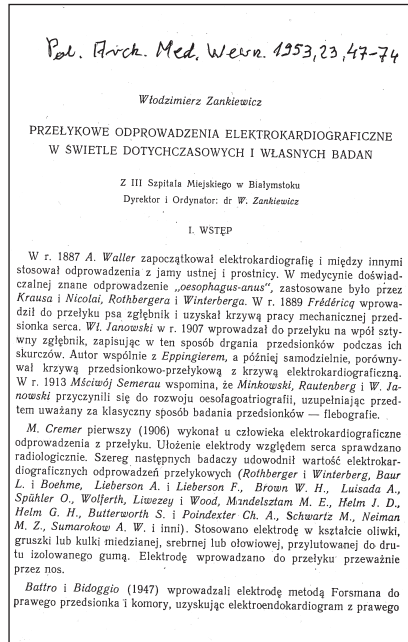 Pol. Arch. Med. Wewn. 1953, 23, 47-74
Włodzimierz Zankiewicz
PRZEŁYKOWE ODPROWADZENIA ELEKTROKARDIOGRAFICZNE
W ŚWIETLE DOTYCHCZASOWYCH I WŁASNYCH BADAŃ
Z III Szpitala Miejskiego w Białymstoku
Dyrektor i Ordynator: dr W. Zankiewicz
I. WSTĘP
W r. 1887 A. Waller zapoczątkował elektrokardiografię i między innymi
stosował odprowadzenia z jamy ustnej i prostnicy. W medycynie doświad-
czalnej znane odprowadzenie „oesophagus-anus", zastosowane było przez
Krausa i Nicolai, Rothbergera i Winterberga. W r. 1889 Frédéricq wprowa-
dził do przełyku psa zgłębnik i uzyskał krzywą pracy mechanicznej przed-
sionka serca. Wł. Janowski w r. 1907 wprowadzał do przełyku na wpół szty-
wny zgłębnik, zapisując w ten sposób drgania przedsionków podczas ich
skurczów. Autor wspólnie z Eppingierem, a później samodzielnie, porówny-
wał krzywą przedsionkowo-przełykową z krzywą elektrokardiograficzną.
W r. 1913 Mściwój Semerau wspomina, że Minkowski, Rautenberg i W. Ja-
nowski przyczynili się do rozwoju oesofagoatriografii, uzupełniając przed-
tem uważany za klasyczny sposób badania przedsionków — flebografię.
M. Cremer pierwszy (1906) wykonał u człowieka elektrokardiograficzne
odprowadzenia z przełyku. Ułożenie elektrody względem serca sprawdzano
radiologicznie. Szereg następnych badaczy udowodnił wartość elektrokar-
diograficznych odprowadzeń przełykowych (Rothberger i Winterberg, Baur
L. i Boehme, Lieberson A. i Lieberson F., Brown W. H., Luisada A.,
Spühler O., Wolferth, Liwezey i Wood, Mandelsztam M. E., Helm J. D.,
Helm G. H., Butterworth S. i Poindexter Ch. A., Schwartz M., Neiman
M. Z., Sumarokow A. W. i inni). Stosowano elektrodę w kształcie oliwki,
gruszki lub kulki miedzianej, srebrnej lub ołowiowej, przylutowanej do dru-
tu izolowanego gumą. Elektrodę wprowadzano do przełyku przeważnie
przez nos.
Battro i Bidoggio (1947) wprowadzali elektrodę metodą Forsmana do
prawego przedsionka i komory, uzyskując elektroendokardiogram z prawego